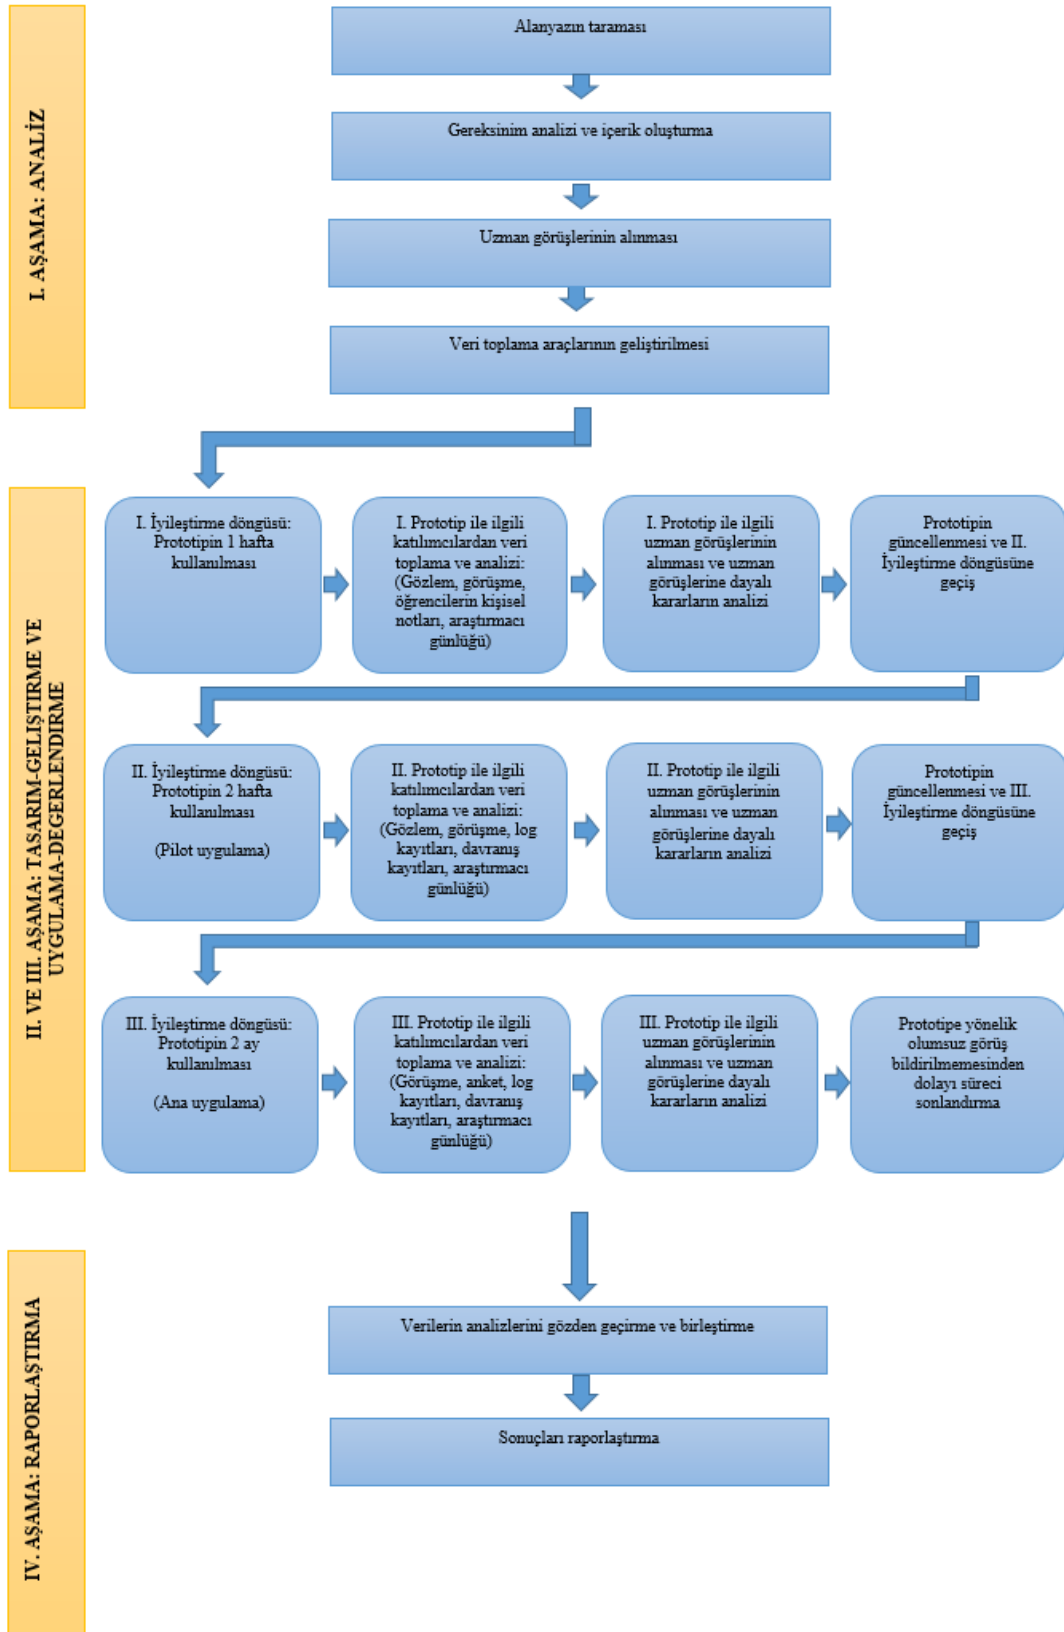 I. AŞAMA: ANALİZ
Alanyazın taraması
Gereksinim analizi ve içerik oluşturma
Uzman görüşlerinin alınması
Veri toplama araçlarının geliştirilmesi
II. VE III. AŞAMA: TASARIM-GELIŞTIRME VE
UYGULAMA-DEGERLENDIRME
I. İyileştirme döngüsü:
Prototipin 1 hafta
kullanılması
I. Prototip ile ilgili
katılımcılardan veri
toplama ve analizi:
(Gözlem, görüşme,
öğrencilerin kişisel
notları, araştırmacı
günlüğü)
I. Prototip ile ilgili
uzman görüşlerinin
alınması ve uzman
görüşlerine dayalı
kararların analizi
Prototipin
güncellenmesi ve II.
İyileştirme döngüsüne
geçiş
II. İyileştirme döngüsü:
Prototipin 2 hafta
kullanılması
(Pilot uygulama)
II. Prototip ile ilgili
katılımcılardan veri
toplama ve analizi:
(Gözlem, görüşme, log
kayıtları, davranış
kayıtları, araştırmacı
günlüğü)
II. Prototip ile ilgili
uzman görüşlerinin
alınması ve uzman
görüşlerine dayalı
kararların analizi
Prototipin
güncellenmesi ve III.
İyileştirme döngüsüne
geçiş
III. İyileştirme döngüsü:
Prototipin 2 ay
kullanılması
(Ana uygulama)
III. Prototip ile ilgili
katılımcılardan veri
toplama ve analizi:
(Görüşme, anket, log
kayıtları, davranış
kayıtları, araştırmacı
günlüğü)
III. Prototip ile ilgili
uzman görüşlerinin
alınması ve uzman
görüşlerine dayalı
kararların analizi
Prototipe yönelik
olumsuz görüş
bildirilmemesinden
dolayı süreci
sonlandırma
IV. AŞAMA: RAPORLAŞTIRMA
Verilerin analizlerini gözden geçirme ve birleştirme
Sonuçları raporlaştırma